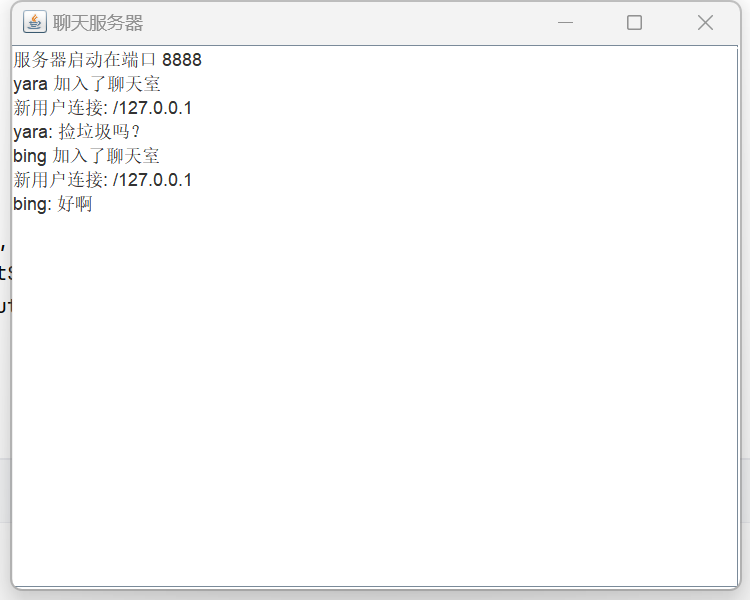 聊天服务器
服务器启动在端口 8888
yara 加入了聊天室
新用户连接: /127.0.0.1
yara: 捡垃圾吗?
bing 加入了聊天室
新用户连接: /127.0.0.1
bing: 好啊